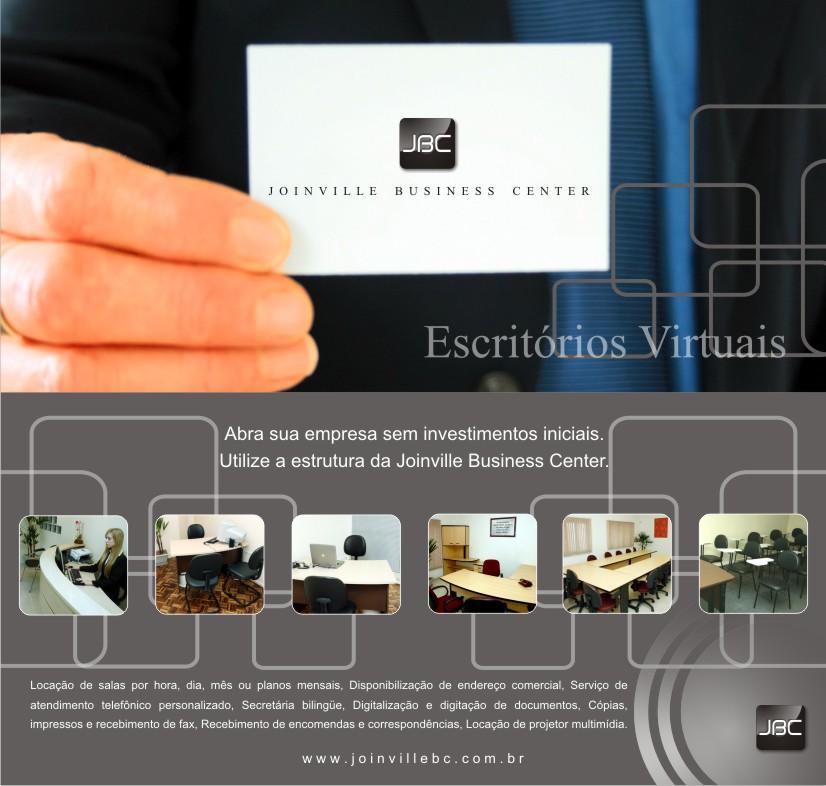 JBC
JOINVILLE BUSINESS CENTER
Escritórios Virtuais
Abra sua empresa sem investimentos iniciais.
Utilize a estrutura da Joinville Business Center.
Locação de salas por hora, dia, mês ou planos mensais, Disponibilização de endereço comercial, Serviço de
atendimento telefônico personalizado, Secretária bilingüe, Digitalização e digitação de documentos, Cópias,
impressos e recebimento de fax, Recebimento de encomendas e correspondências, Locação de projetor multimídia.
JBC
www.joinvillebc.com.br